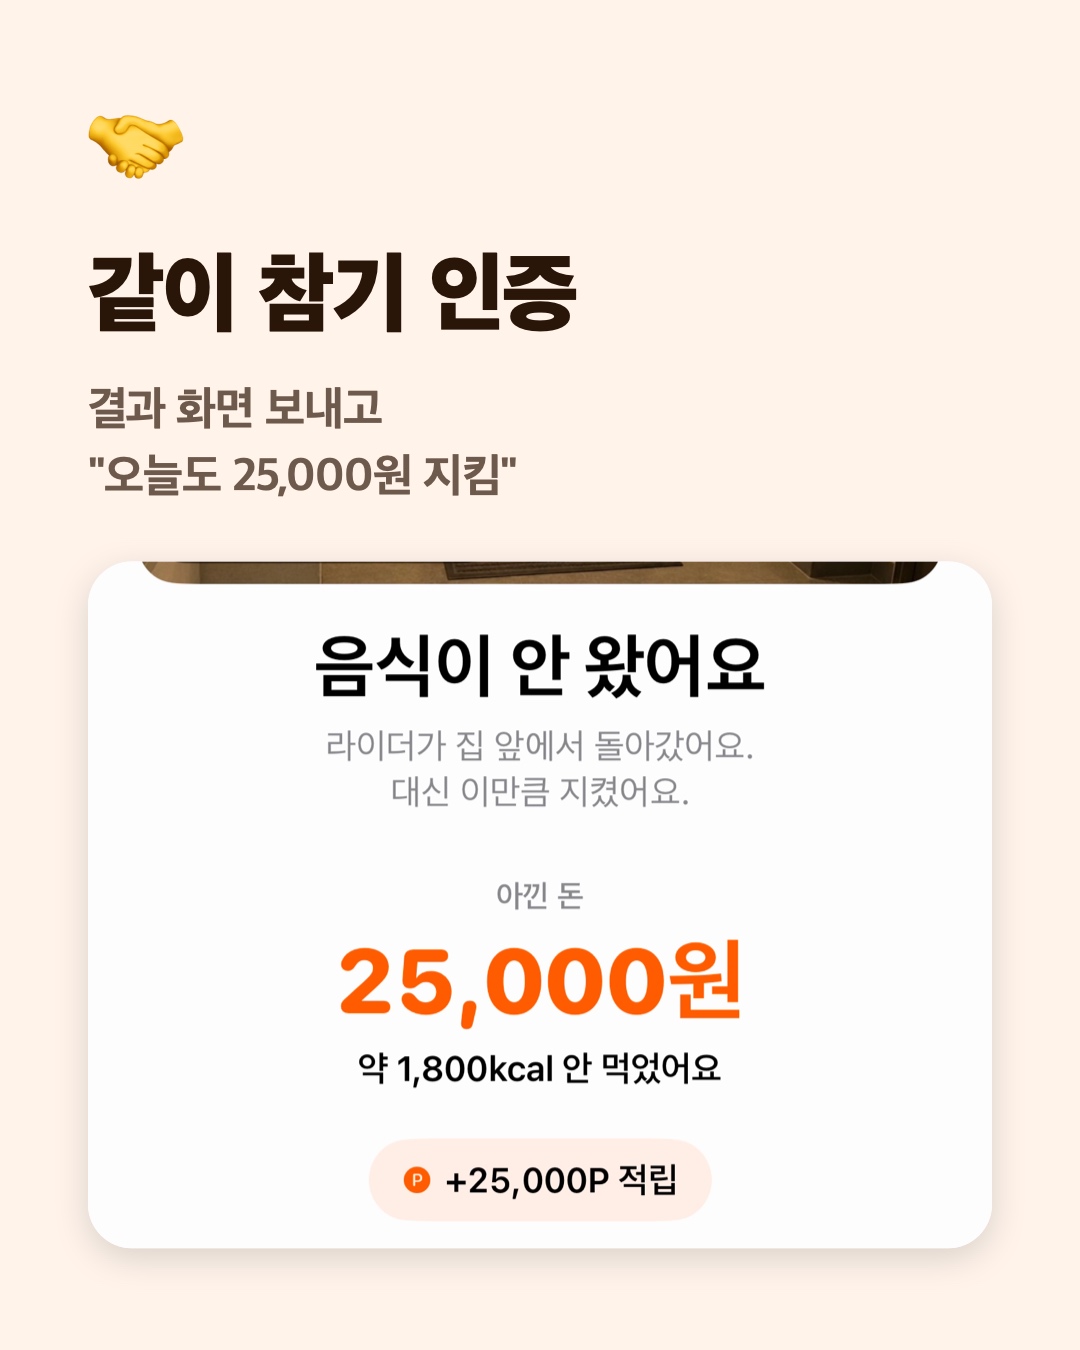 같이 참기 인증
결과 화면 보내고
"오늘도 25,000원 지킴"
음식이 안 왔어요
라이더가 집 앞에서 돌아갔어요.
대신 이만큼 지켰어요.
아낀 돈
25,000원
약 1,800kcal 안 먹었어요
P +25,000P 적립